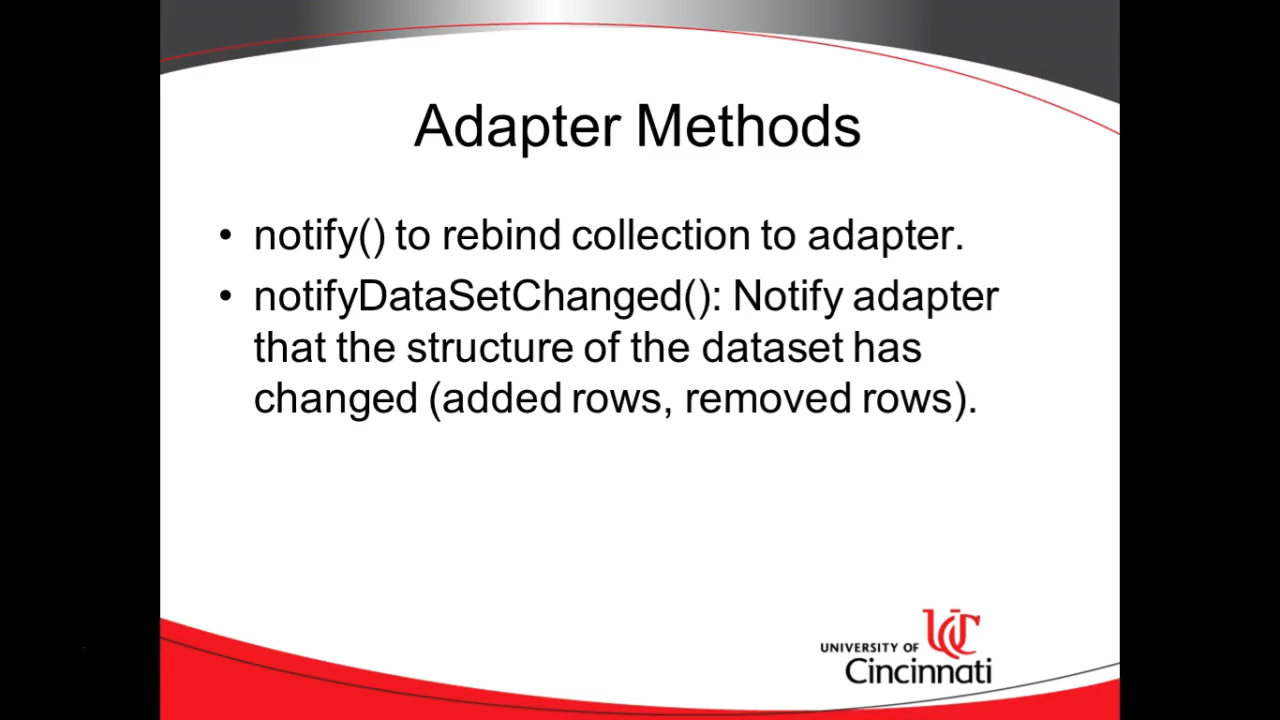 Adapter Methods
• notify() to rebind collection to adapter.
• notifyDataSetChanged(): Notify adapter
that the structure of the dataset has
changed (added rows, removed rows).
UC
UNIVERSITY OF
Cincinnati